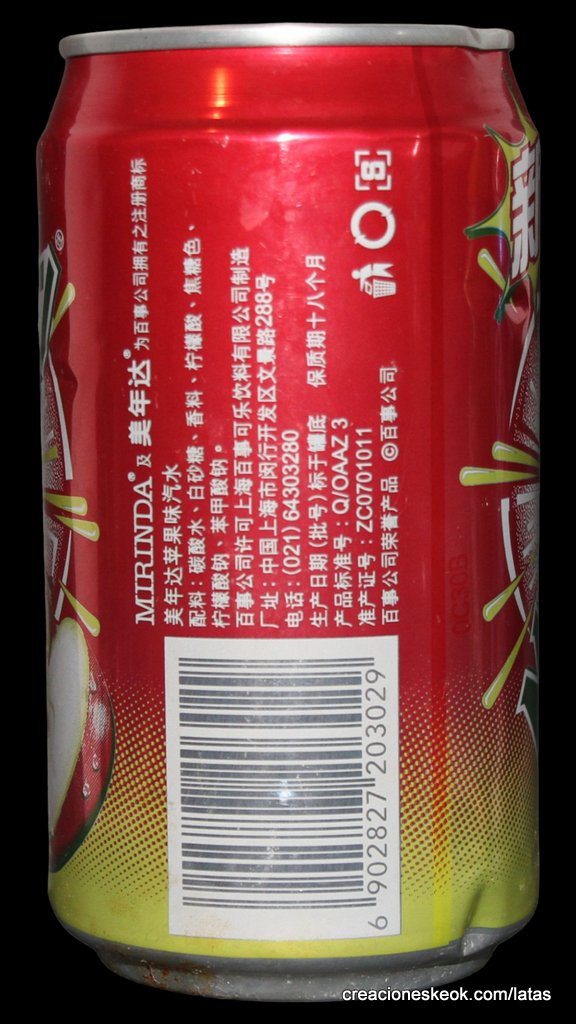 MIRINDA® 及 美年达® 为百事公司拥有之注册商标
美年达苹果味汽水
配料：碳酸水、白砂糖、香料、柠檬酸、焦糖色、
柠檬酸钠、苯甲酸钠。
百事公司许可上海百事可乐饮料有限公司制造
厂址：中国上海市闵行开发区文景路288号
电话：(021) 64303280
生产日期（批号）标于罐底 保质期十八个月
产品标准号：Q/OAAZ 3
准产证号：ZC0701011
百事公司荣誉产品 ©百事公司
6 902827 203029
creacioneskeok.com/latas